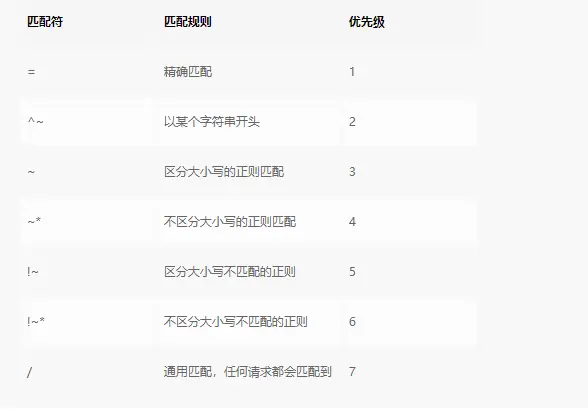 匹配符 匹配规则 优先级
= 精确匹配 1
^~ 以某个字符串开头 2
~ 区分大小写的正则匹配 3
~* 不区分大小写的正则匹配 4
!~ 区分大小写不匹配的正则 5
!~* 不区分大小写不匹配的正则 6
/ 通用匹配，任何请求都会匹配到 7